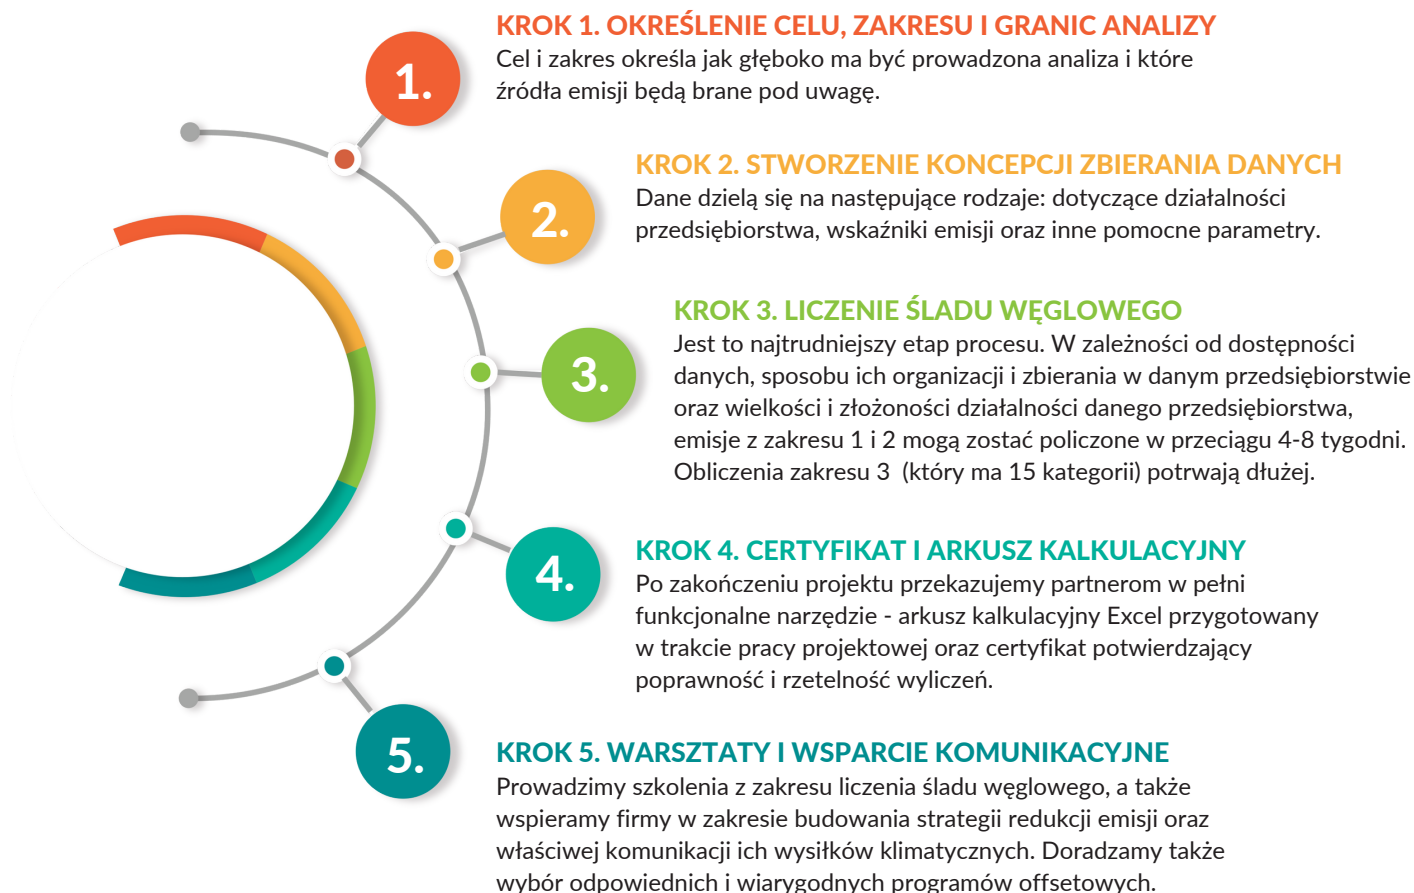 1.
KROK 1. OKREŚLENIE CELU, ZAKRESU I GRANIC ANALIZY
Cel i zakres określa jak głęboko ma być prowadzona analiza i które
źródła emisji będą brane pod uwagę.
2.
KROK 2. STWORZENIE KONCEPCJI ZBIERANIA DANYCH
Dane dzielą się na następujące rodzaje: dotyczące działalności
przedsiębiorstwa, wskaźniki emisji oraz inne pomocne parametry.
3.
KROK 3. LICZENIE ŚLADU WĘGLOWEGO
Jest to najtrudniejszy etap procesu. W zależności od dostępności
danych, sposobu ich organizacji i zbierania w danym przedsiębiorstwie
oraz wielkości i złożoności działalności danego przedsiębiorstwa,
emisje z zakresu 1 i 2 mogą zostać policzone w przeciągu 4-8 tygodni.
Obliczenia zakresu 3  (który ma 15 kategorii) potrwają dłużej.
4.
KROK 4. CERTYFIKAT I ARKUSZ KALKULACYJNY
Po zakończeniu projektu przekazujemy partnerom w pełni
funkcjonalne narzędzie - arkusz kalkulacyjny Excel przygotowany
w trakcie pracy projektowej oraz certyfikat potwierdzający
poprawność i rzetelność wyliczeń.
5.
KROK 5. WARSZTATY I WSPARCIE KOMUNIKACYJNE
Prowadzimy szkolenia z zakresu liczenia śladu węglowego, a także
wspieramy firmy w zakresie budowania strategii redukcji emisji oraz
właściwej komunikacji ich wysiłków klimatycznych. Doradzamy także
wybór odpowiednich i wiarygodnych programów offsetowych.